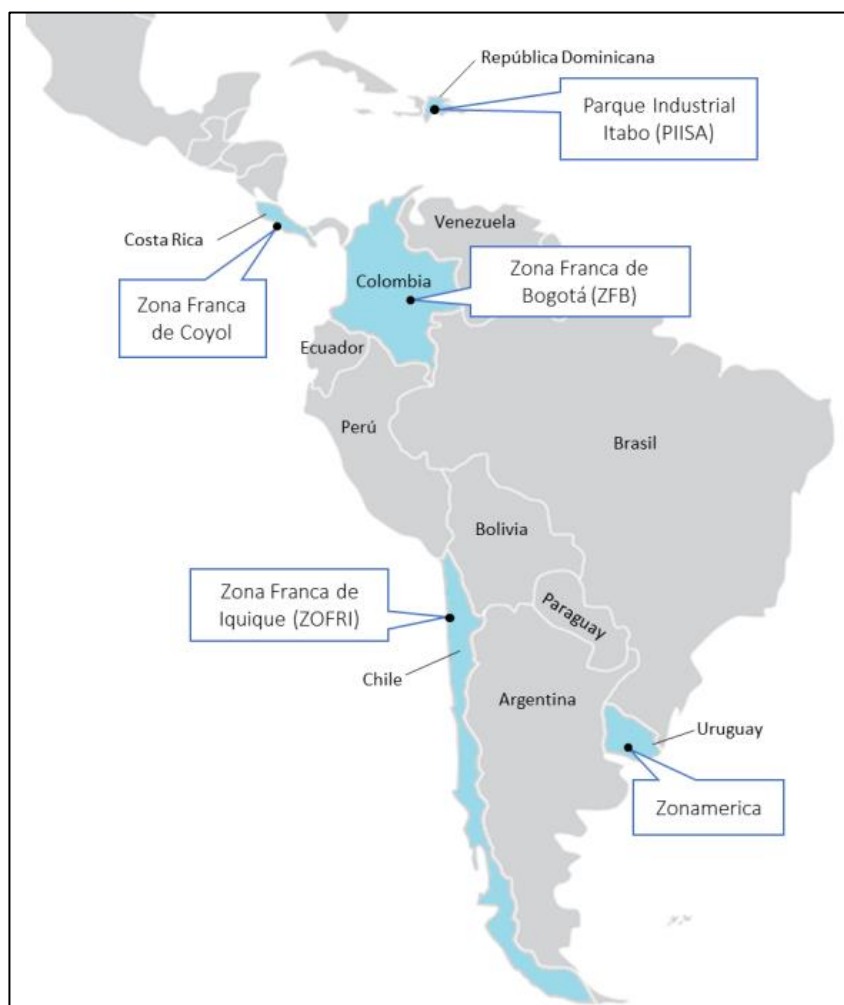 República Dominicana
Parque Industrial
Itabo (PIISA)
Costa Rica
Zona Franca
de Coyol
Venezuela
Colombia
Zona Franca de
Bogotá (ZFB)
Ecuador
Perú
Brasil
Bolivia
Zona Franca de
Iquique (ZOFRI)
Paraguay
Chile
Argentina
Uruguay
Zonamerica